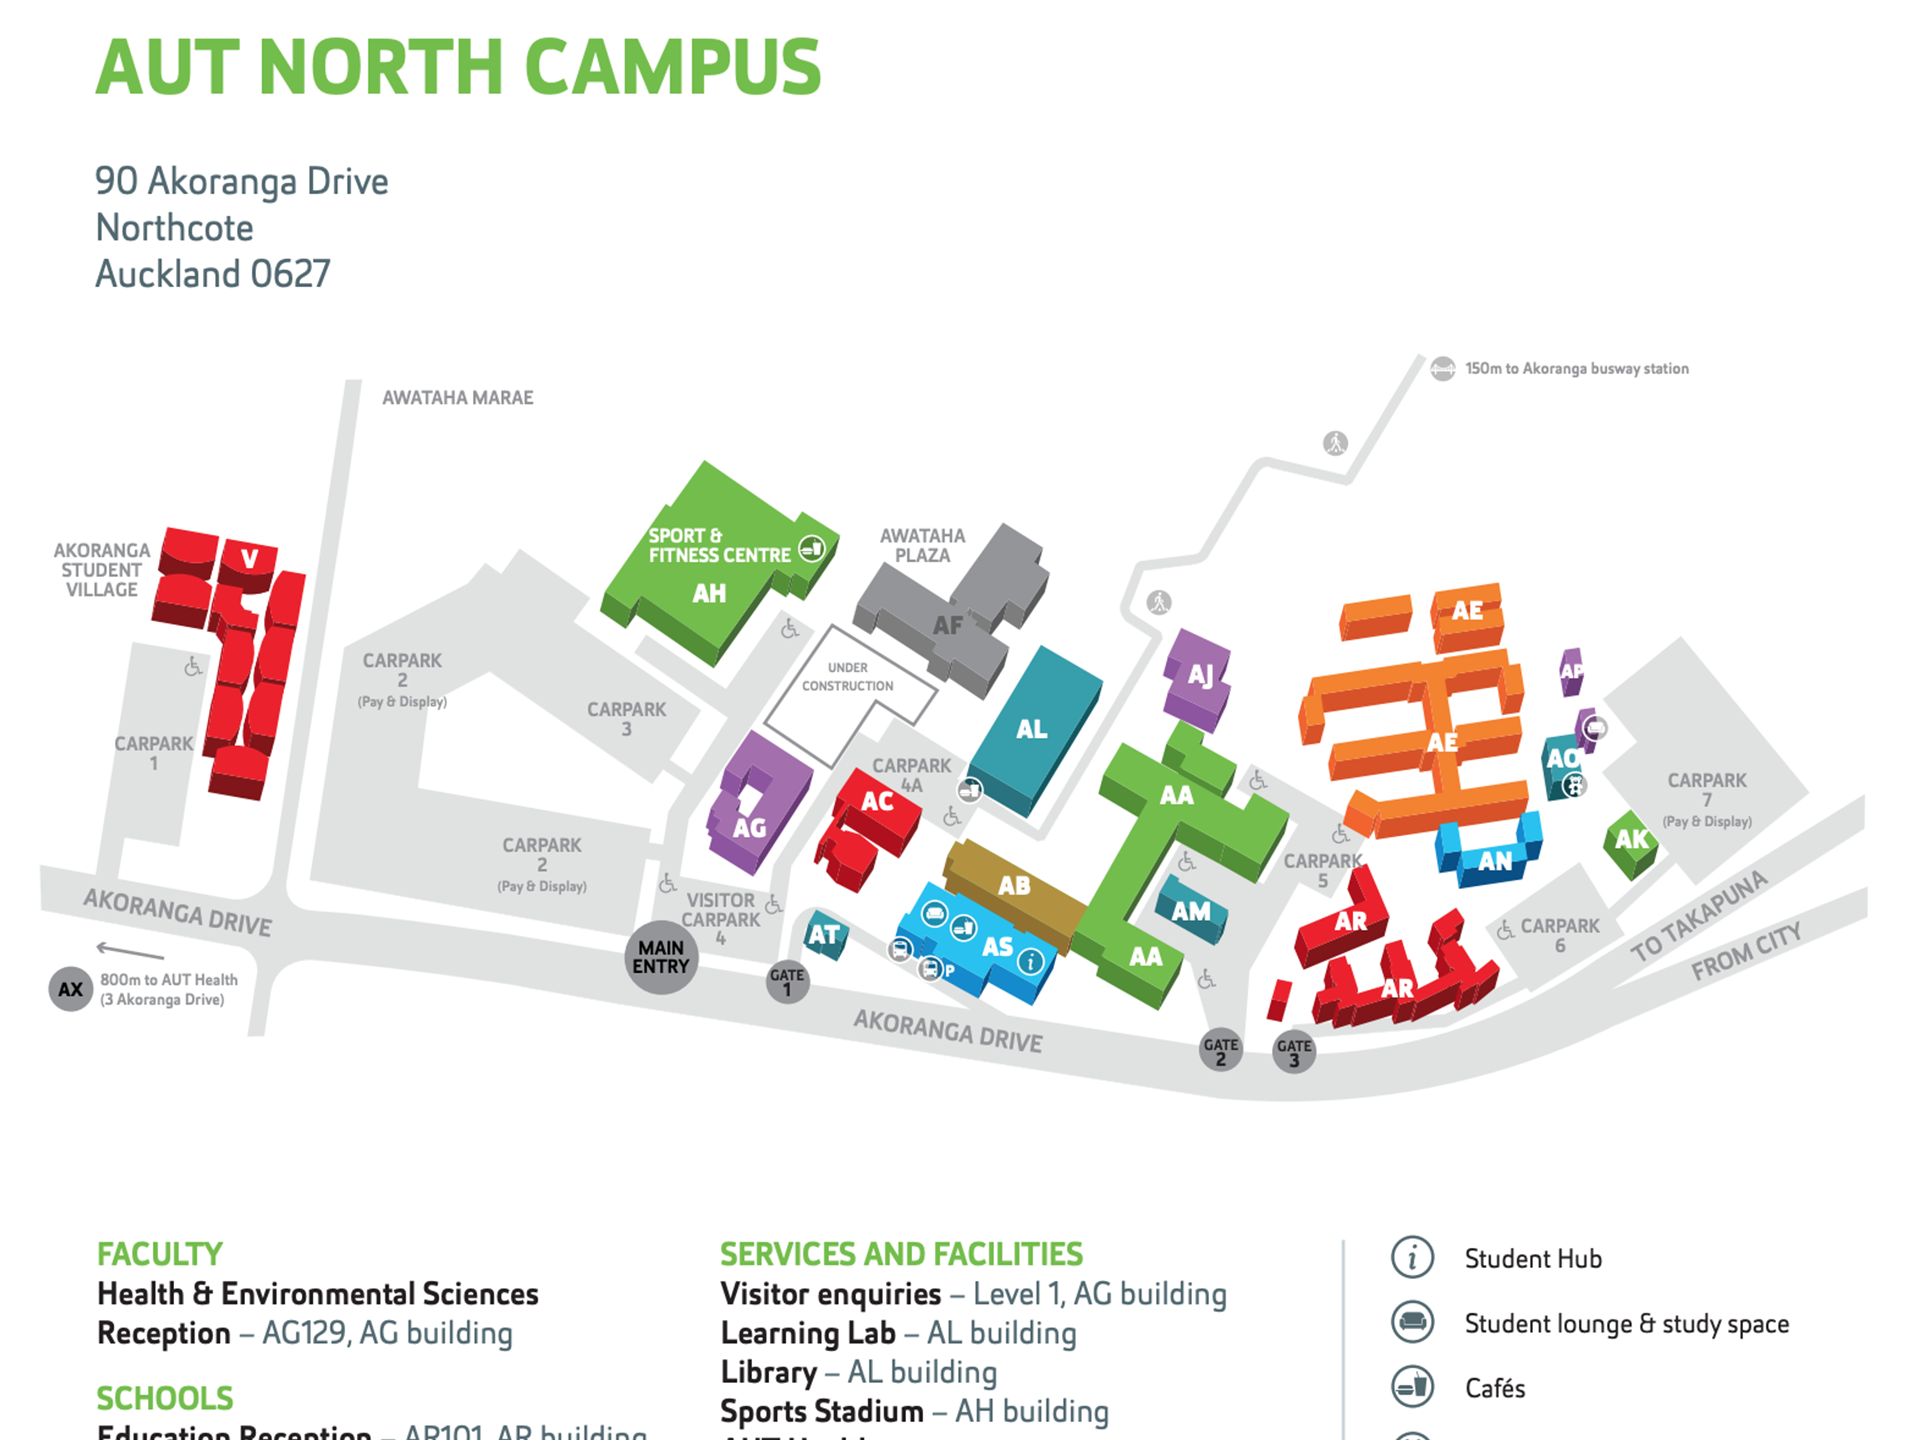 AUT NORTH CAMPUS
90 Akoranga Drive
Northcote
Auckland 0627
150m to Akoranga busway station
AWATAHA MARAE
AKORANGA
STUDENT
VILLAGE
V
SPORT &
FITNESS CENTRE
AH
AWATAHA
PLAZA
AF
UNDER
CONSTRUCTION
CARPARK
2
(Pay & Display)
CARPARK
3
CARPARK
1
AL
AJ
AE
AE
AP
AO
CARPARK
7
(Pay & Display)
CARPARK
4A
AC
AG
AA
CARPARK
2
(Pay & Display)
CARPARK
5
AN
AK
AB
AM
AR
VISITOR
CARPARK
4
AT
AS
P
AA
CARPARK
6
AKORANGA DRIVE
MAIN
ENTRY
GATE
1
AX
800m to AUT Health
(3 Akoranga Drive)
AR
TO TAKAPUNA
FROM CITY
AKORANGA DRIVE
GATE
2
GATE
3
FACULTY
Health & Environmental Sciences
Reception – AG129, AG building
SCHOOLS
Education Reception – AR101, AR building
SERVICES AND FACILITIES
Visitor enquiries – Level 1, AG building
Learning Lab – AL building
Library – AL building
Sports Stadium – AH building
i Student Hub
Student lounge & study space
Cafés